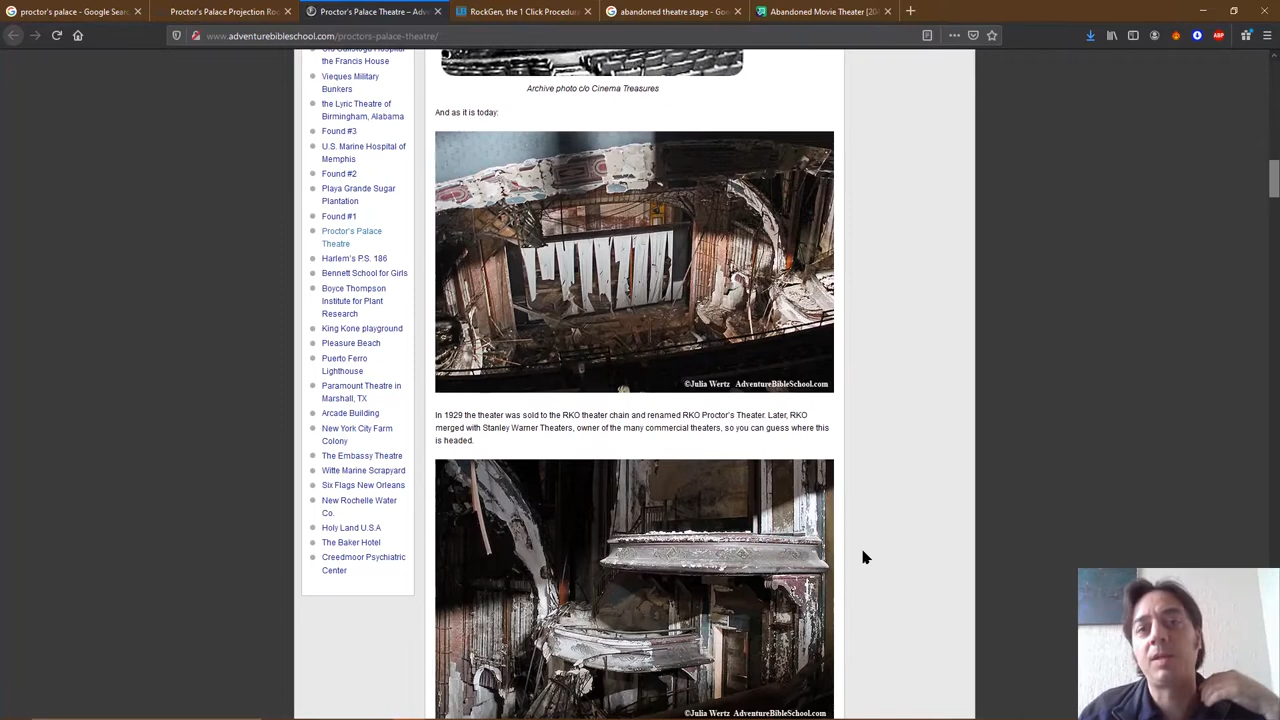 proctor's palace - Google Sear
Proctor's Palace Projection Roo
Proctor's Palace Theatre – Adv
RockGen, the 1 Click Procedura
abandoned theatre stage - Goo
Abandoned Movie Theater [20
www.adventurebibleschool.com/proctors-palace-theatre/
ABP
the Francis House
Vieques Military
Bunkers
the Lyric Theatre of
Birmingham, Alabama
Found #3
U.S. Marine Hospital of
Memphis
Found #2
Playa Grande Sugar
Plantation
Found #1
Proctor's Palace
Theatre
Harlem's P.S. 186
Bennett School for Girls
Boyce Thompson
Institute for Plant
Research
King Kone playground
Pleasure Beach
Puerto Ferro
Lighthouse
Paramount Theatre in
Marshall, TX
Arcade Building
New York City Farm
Colony
The Embassy Theatre
Witte Marine Scrapyard
Six Flags New Orleans
New Rochelle Water
Co.
Holy Land U.S.A
The Baker Hotel
Creedmoor Psychiatric
Center
Archive photo c/o Cinema Treasures
And as it is today:
©Julia Wertz AdventureBibleSchool.com
In 1929 the theater was sold to the RKO theater chain and renamed RKO Proctor's Theater. Later, RKO
merged with Stanley Warner Theaters, owner of the many commercial theaters, so you can guess where this
is headed.
©Julia Wertz AdventureBibleSchool.com